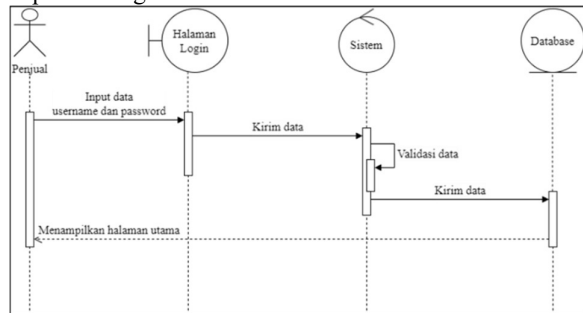 Penjual
Halaman
Login
Sistem
Database
Input data
username dan password
Kirim data
Validasi data
Kirim data
Menampilkan halaman utama